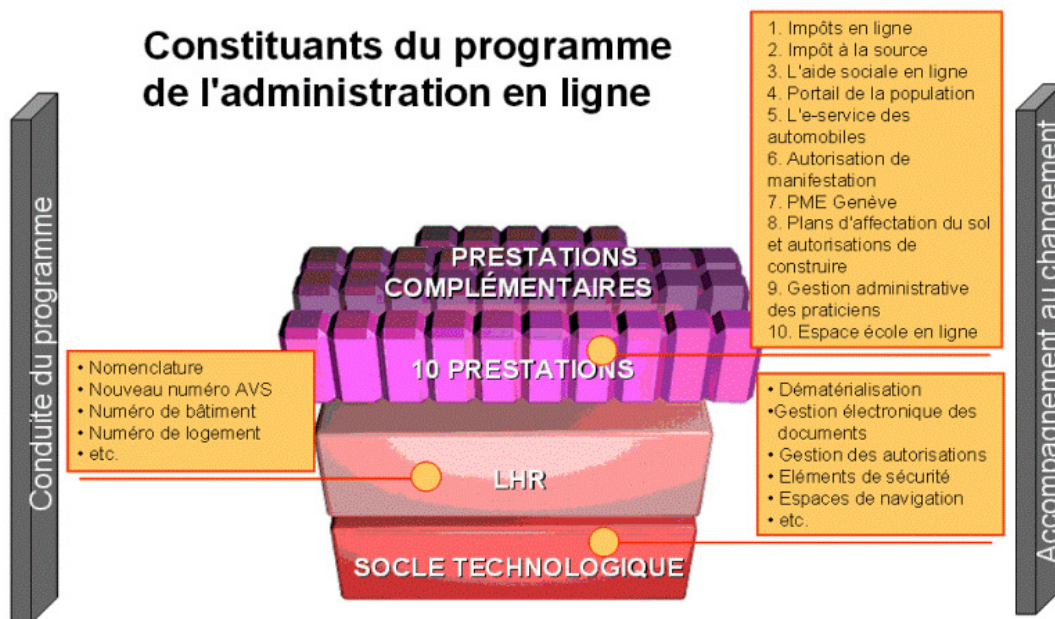 Constituants du programme
de l'administration en ligne
Conduite du programme
1. Impôts en ligne
2. Impôt à la source
3. L'aide sociale en ligne
4. Portail de la population
5. L'e-service des
automobiles
6. Autorisation de
manifestation
7. PME Genève
8. Plans d'affectation du sol
et autorisations de
construire
9. Gestion administrative
des praticiens
10. Espace école en ligne
Accompagnement au changement
PRESTATIONS
COMPLÉMENTAIRES
10 PRESTATIONS
• Nomenclature
• Nouveau numéro AVS
• Numéro de bâtiment
• Numéro de logement
• etc.
LHR
• Dématérialisation
•Gestion électronique des
documents
• Gestion des autorisations
• Eléments de sécurité
• Espaces de navigation
• etc.
SOCLE TECHNOLOGIQUE